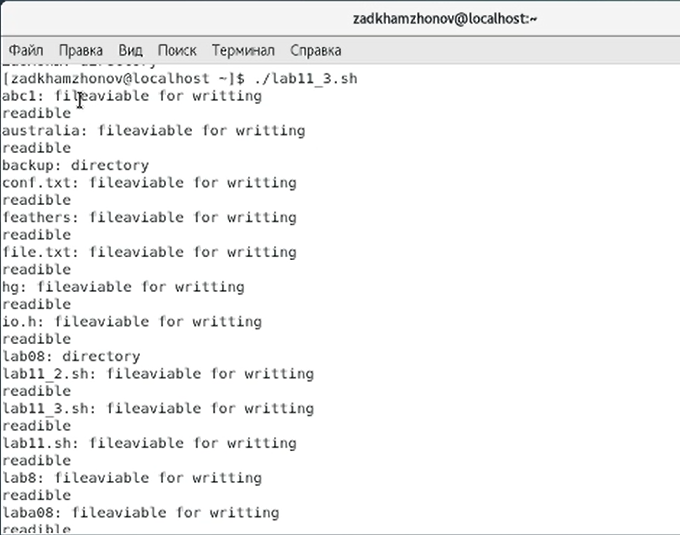 zadkhamzhonov@localhost:~
Файл Правка Вид Поиск Терминал Справка
[zadkhamzhonov@localhost ~]$ ./lab11_3.sh
abc1: fileaviable for writting
readible
australia: fileaviable for writting
readible
backup: directory
conf.txt: fileaviable for writting
readible
feathers: fileaviable for writting
readible
file.txt: fileaviable for writting
readible
hg: fileaviable for writting
readible
io.h: fileaviable for writting
readible
lab08: directory
lab11_2.sh: fileaviable for writting
readible
lab11_3.sh: fileaviable for writting
readible
lab11.sh: fileaviable for writting
readible
lab8: fileaviable for writting
readible
laba08: fileaviable for writting
readible